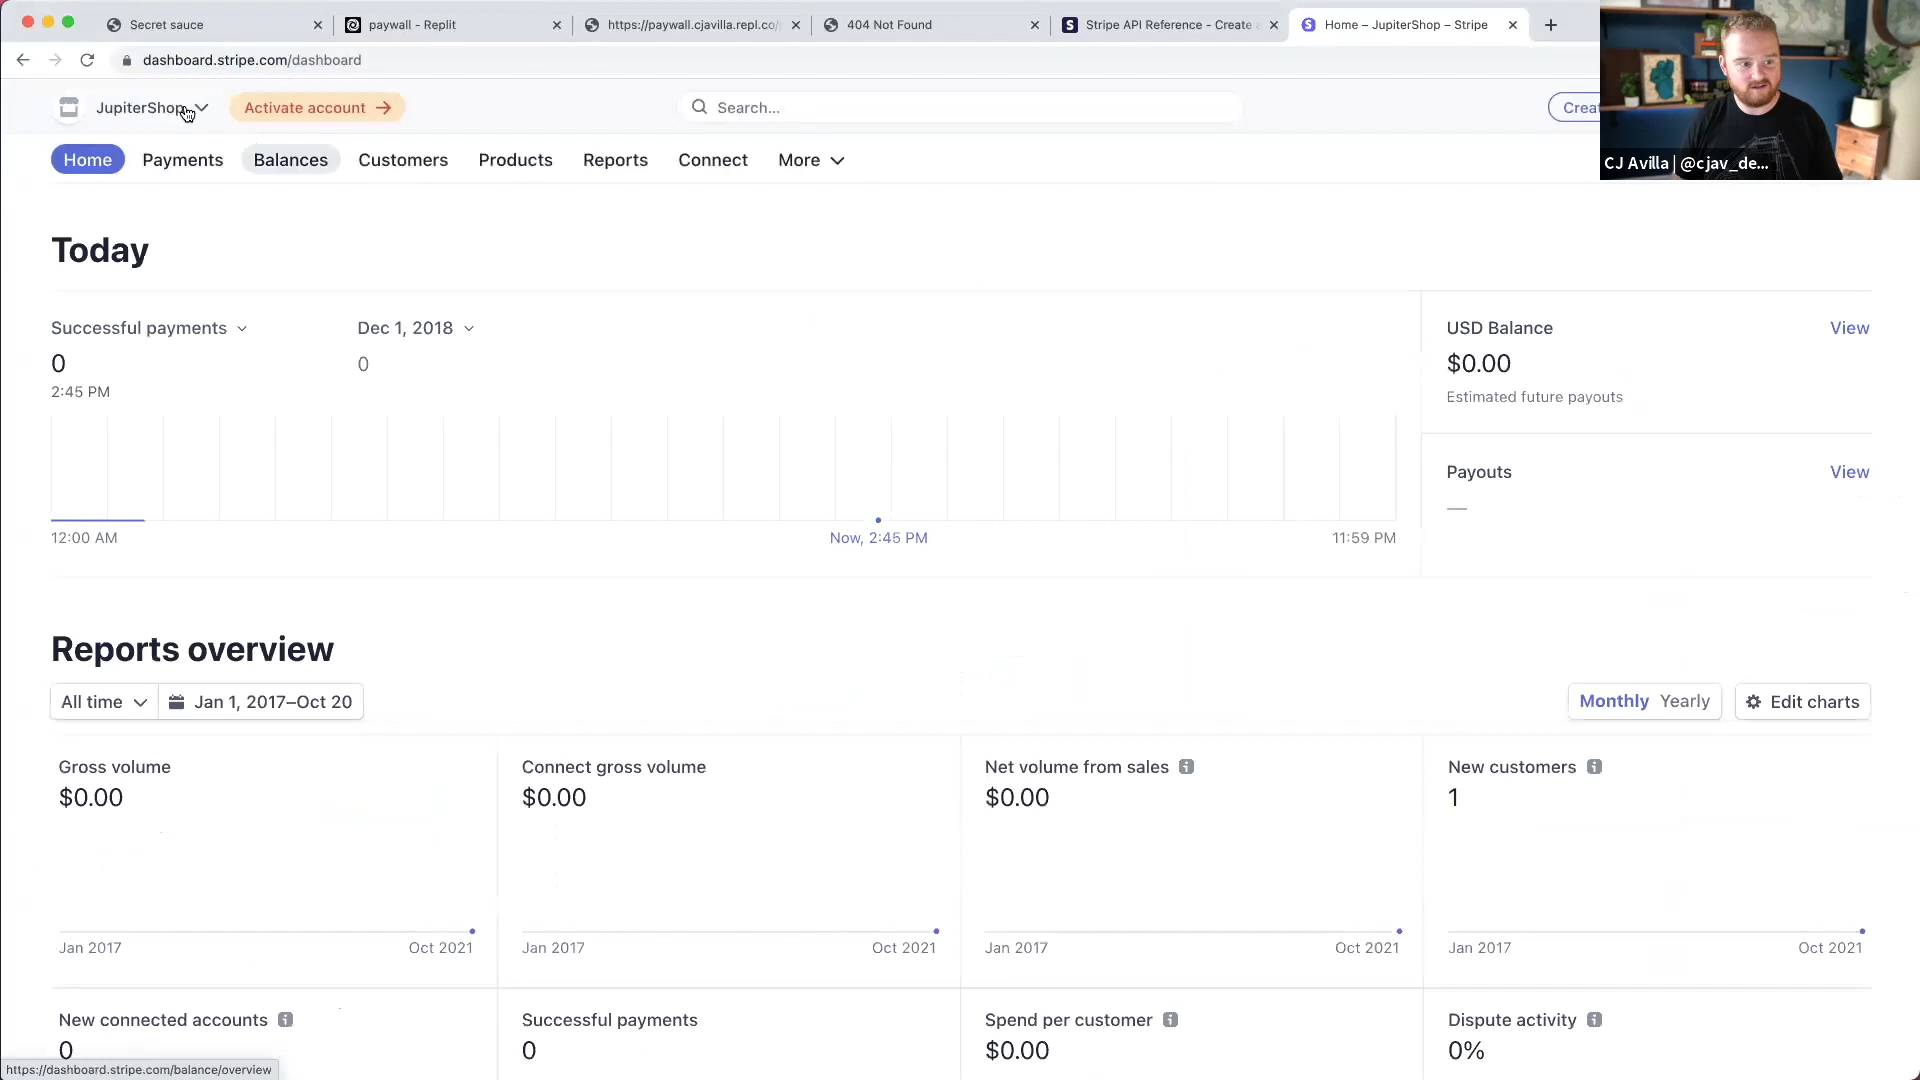 Secret sauce
paywall - Replit
https://paywall.cjavilla.repl.co/
404 Not Found
Stripe API Reference - Create
Home – JupiterShop – Stripe
dashboard.stripe.com/dashboard
JupiterShop
Activate account
Search...
Creat
CJ Avilla | @cjav_de...
Home
Payments
Balances
Customers
Products
Reports
Connect
More
Today
Successful payments
Dec 1, 2018
0
0
2:45 PM
12:00 AM
Now, 2:45 PM
11:59 PM
USD Balance
View
$0.00
Estimated future payouts
Payouts
View
—
Reports overview
All time
Jan 1, 2017–Oct 20
Monthly Yearly
Edit charts
Gross volume
$0.00
Jan 2017
Oct 2021
Connect gross volume
$0.00
Jan 2017
Oct 2021
Net volume from sales
$0.00
Jan 2017
Oct 2021
New customers
1
Jan 2017
Oct 2021
New connected accounts
0
Successful payments
0
Spend per customer
$0.00
Dispute activity
0%
https://dashboard.stripe.com/balance/overview